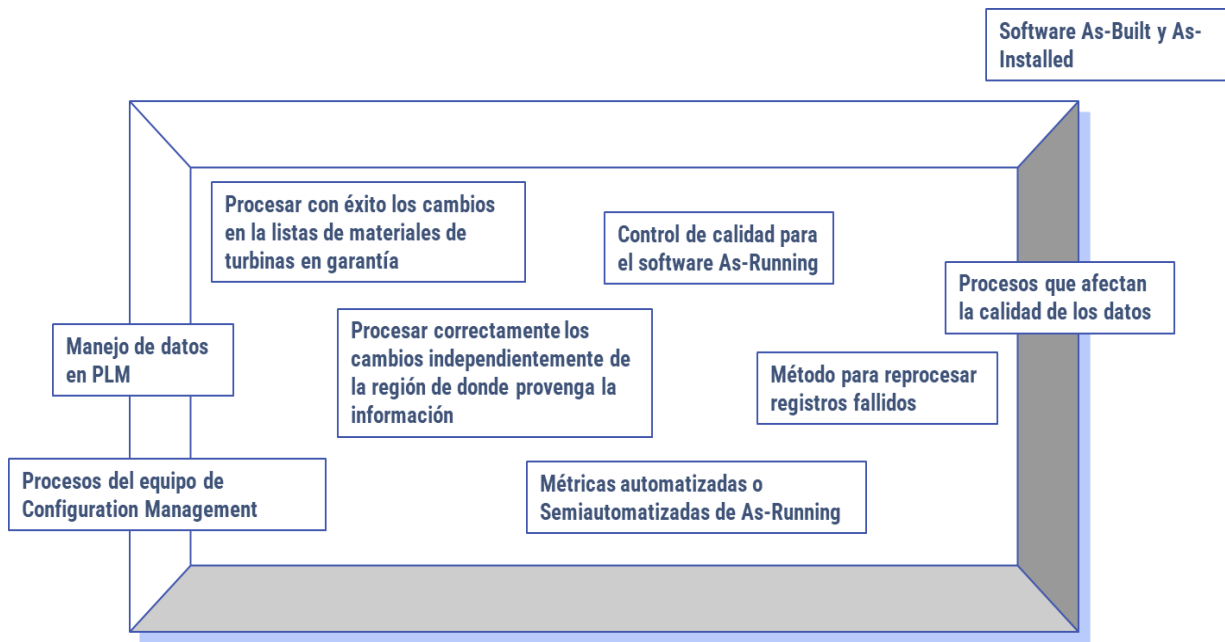 Software As-Built y As-
Installed
Procesar con éxito los cambios
en la listas de materiales de
turbinas en garantía
Control de calidad para
el software As-Running
Procesos que afectan
la calidad de los datos
Manejo de datos
en PLM
Procesar correctamente los
cambios independientemente de
la región de donde provenga la
información
Método para reprocesar
registros fallidos
Procesos del equipo de
Configuration Management
Métricas automatizadas o
Semiautomatizadas de As-Running